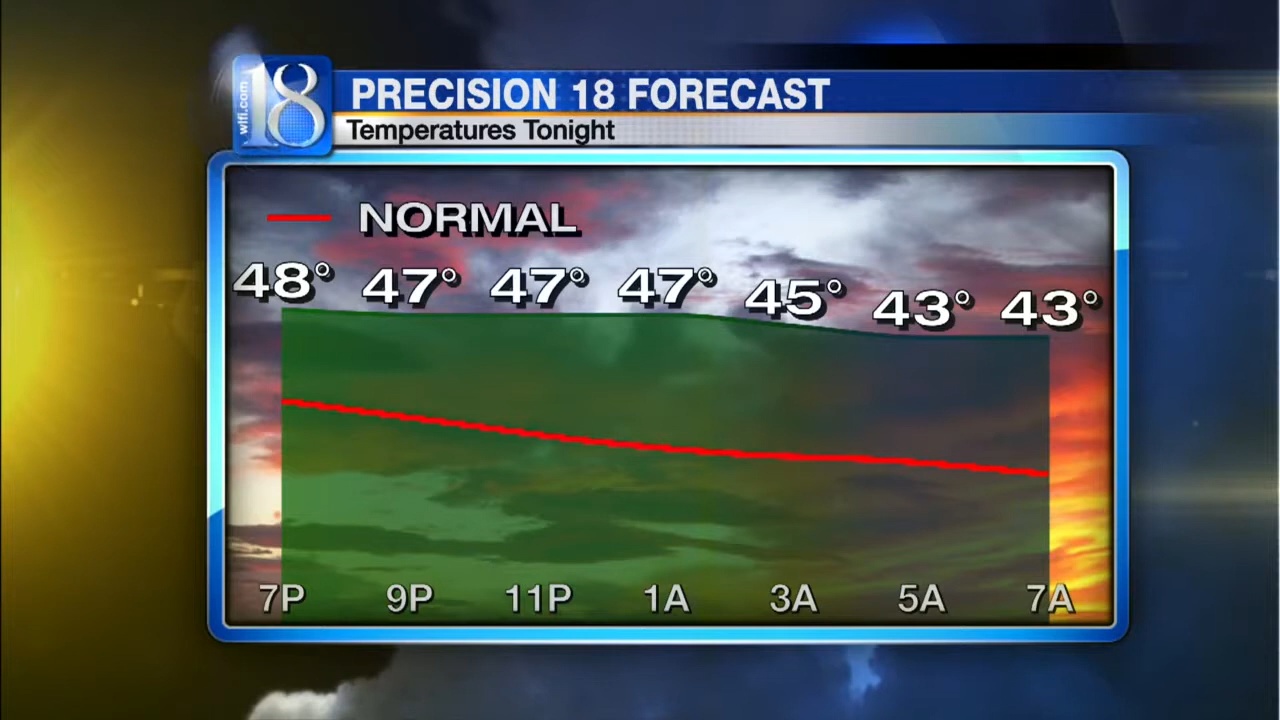 wlfi.com
18
PRECISION 18 FORECAST
Temperatures Tonight
NORMAL
48° 47° 47° 47° 45° 43° 43°
7P 9P 11P 1A 3A 5A 7A